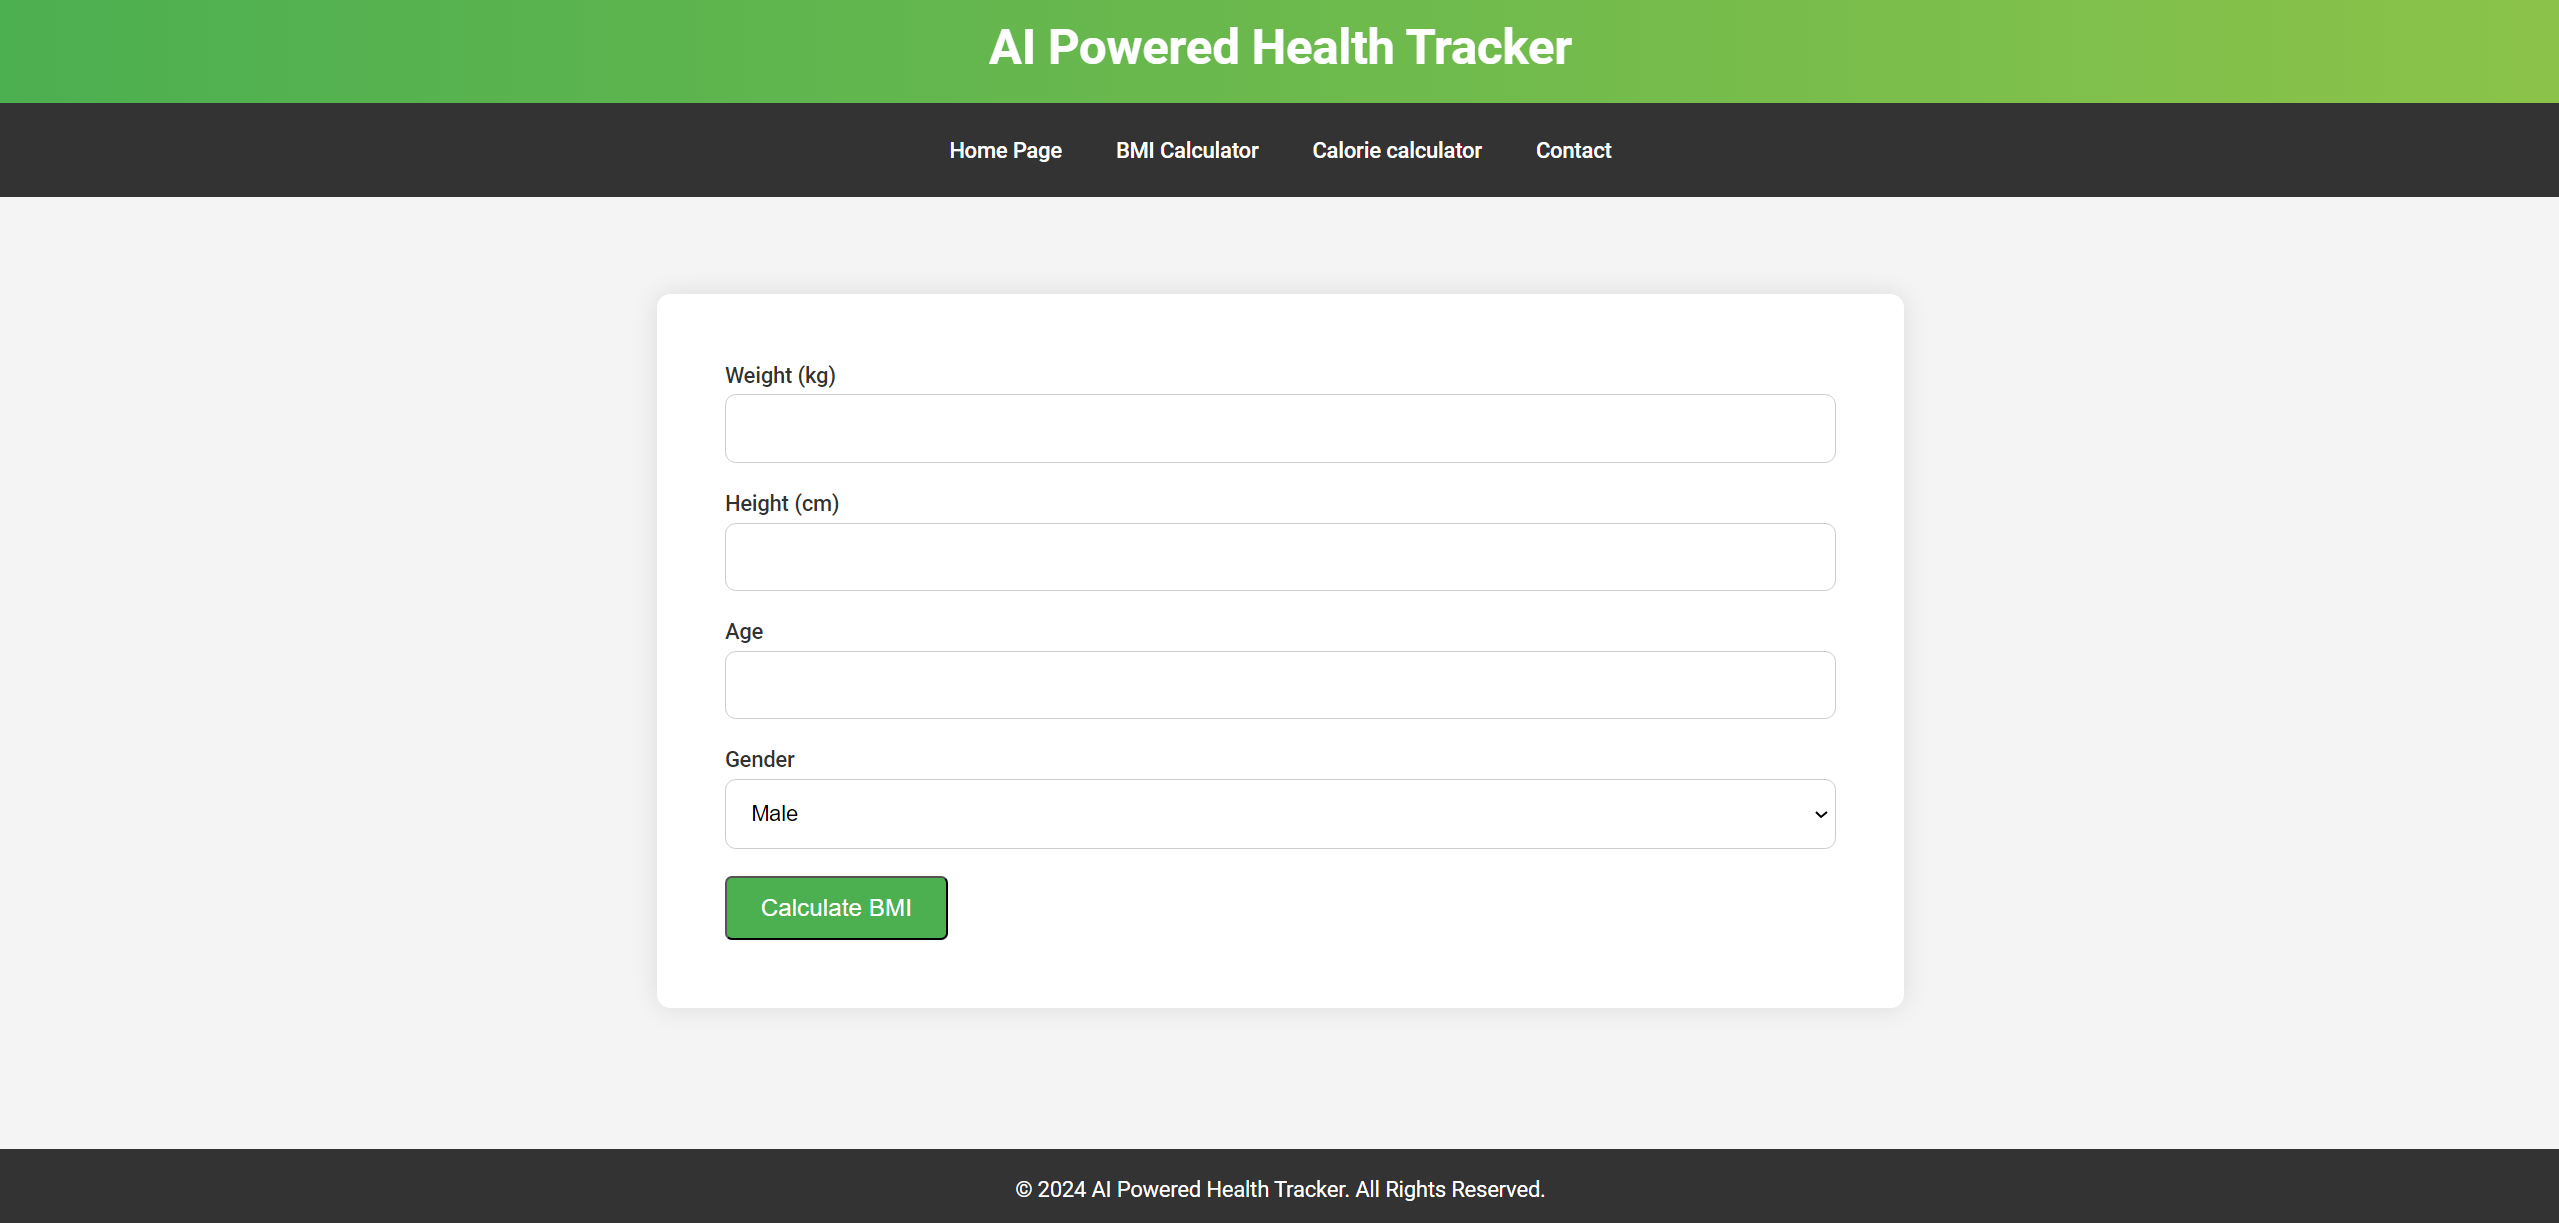 AI Powered Health Tracker
Home Page BMI Calculator Calorie calculator Contact
Weight (kg)
Height (cm)
Age
Gender
Male
Calculate BMI
© 2024 AI Powered Health Tracker. All Rights Reserved.